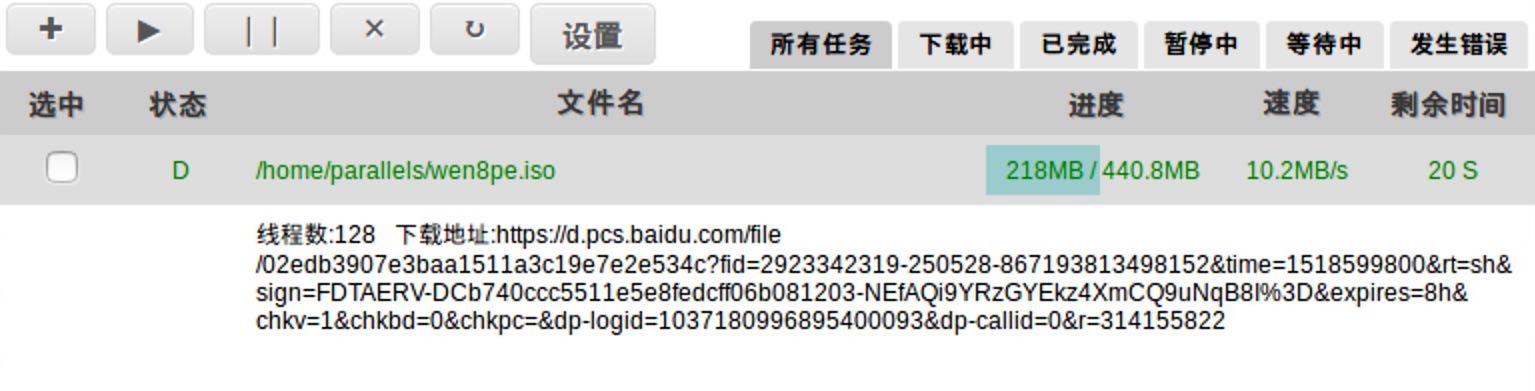 设置 所有任务 下载中 已完成 暂停中 等待中 发生错误
选中 状态 文件名 进度 速度 剩余时间
D /home/parallels/wen8pe.iso 218MB / 440.8MB 10.2MB/s 20 S
线程数:128 下载地址:https://d.pcs.baidu.com/file
/02edb3907e3baa1511a3c19e7e2e534c?fid=2923342319-250528-867193813498152&time=1518599800&rt=sh&
sign=FDTAERV-DCb740ccc5511e5e8fedcff06b081203-NEfAQi9YRzGYEkz4XmCQ9uNqB8I%3D&expires=8h&
chkv=1&chkbd=0&chkpc=&dp-logid=1037180996895400093&dp-callid=0&r=314155822